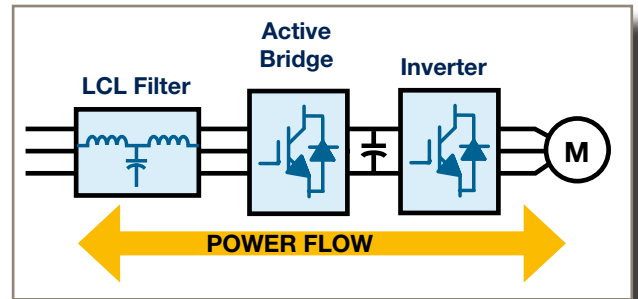 Active
Bridge
Inverter
LCL Filter
M
POWER FLOW